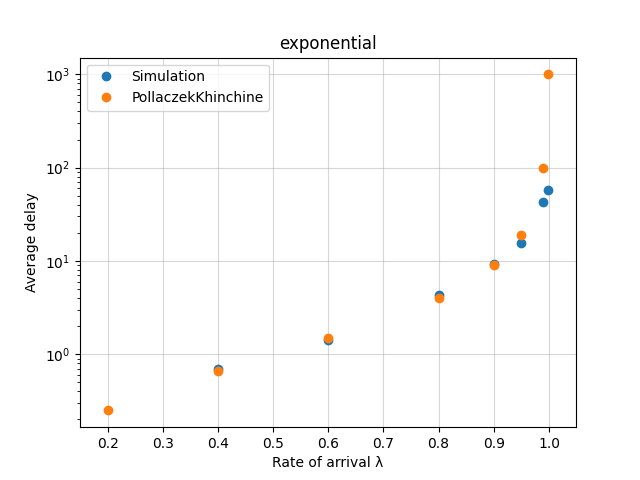 exponential
Simulation
PollaczekKhinchine
Average delay
10³
10²
10¹
10⁰
0.2 0.3 0.4 0.5 0.6 0.7 0.8 0.9 1.0
Rate of arrival λ